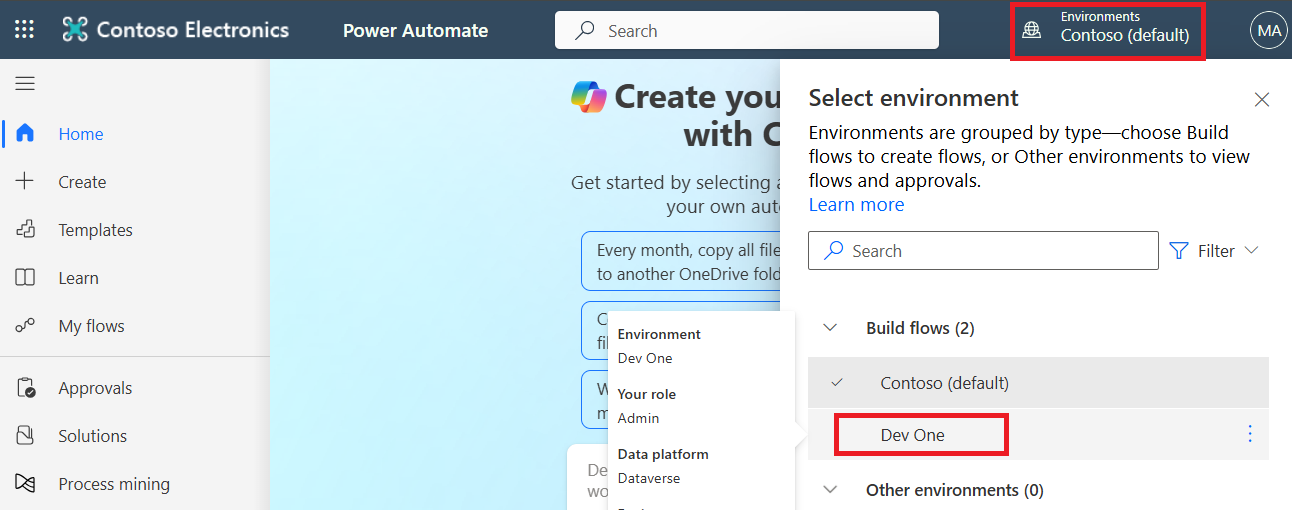 Contoso Electronics
Power Automate
Search
Environments
Contoso (default)
MA
Home
Create
Templates
Learn
My flows
Approvals
Solutions
Process mining
Create you
with C
Get started by selecting a
your own auto
Every month, copy all file
to another OneDrive fold
C
fil
W
m
De
wo
Environment
Dev One
Your role
Admin
Data platform
Dataverse
Select environment
Environments are grouped by type—choose Build
flows to create flows, or Other environments to view
flows and approvals.
Learn more
Search
Filter
Build flows (2)
Contoso (default)
Dev One
Other environments (0)